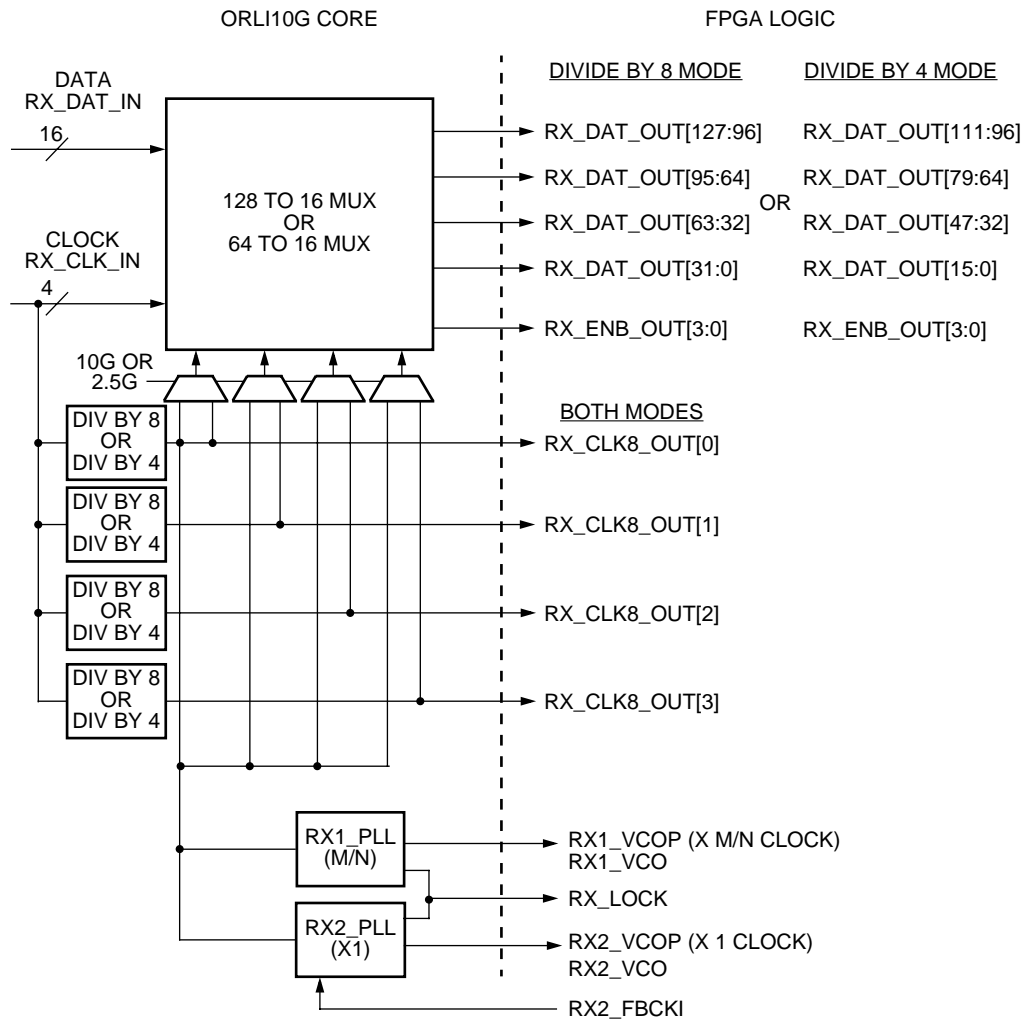 ORLI10G CORE
FPGA LOGIC
DIVIDE BY 8 MODE
DIVIDE BY 4 MODE
DATA
RX_DAT_IN
16
RX_DAT_OUT[127:96]
RX_DAT_OUT[111:96]
RX_DAT_OUT[95:64]
RX_DAT_OUT[79:64]
128 TO 16 MUX
OR
64 TO 16 MUX
OR
RX_DAT_OUT[63:32]
RX_DAT_OUT[47:32]
CLOCK
RX_CLK_IN
4
RX_DAT_OUT[31:0]
RX_DAT_OUT[15:0]
RX_ENB_OUT[3:0]
RX_ENB_OUT[3:0]
10G OR
2.5G
BOTH MODES
DIV BY 8
OR
DIV BY 4
RX_CLK8_OUT[0]
DIV BY 8
OR
DIV BY 4
RX_CLK8_OUT[1]
DIV BY 8
OR
DIV BY 4
RX_CLK8_OUT[2]
DIV BY 8
OR
DIV BY 4
RX_CLK8_OUT[3]
RX1_PLL
(M/N)
RX1_VCOP (X M/N CLOCK)
RX1_VCO
RX_LOCK
RX2_PLL
(X1)
RX2_VCOP (X 1 CLOCK)
RX2_VCO
RX2_FBCKI